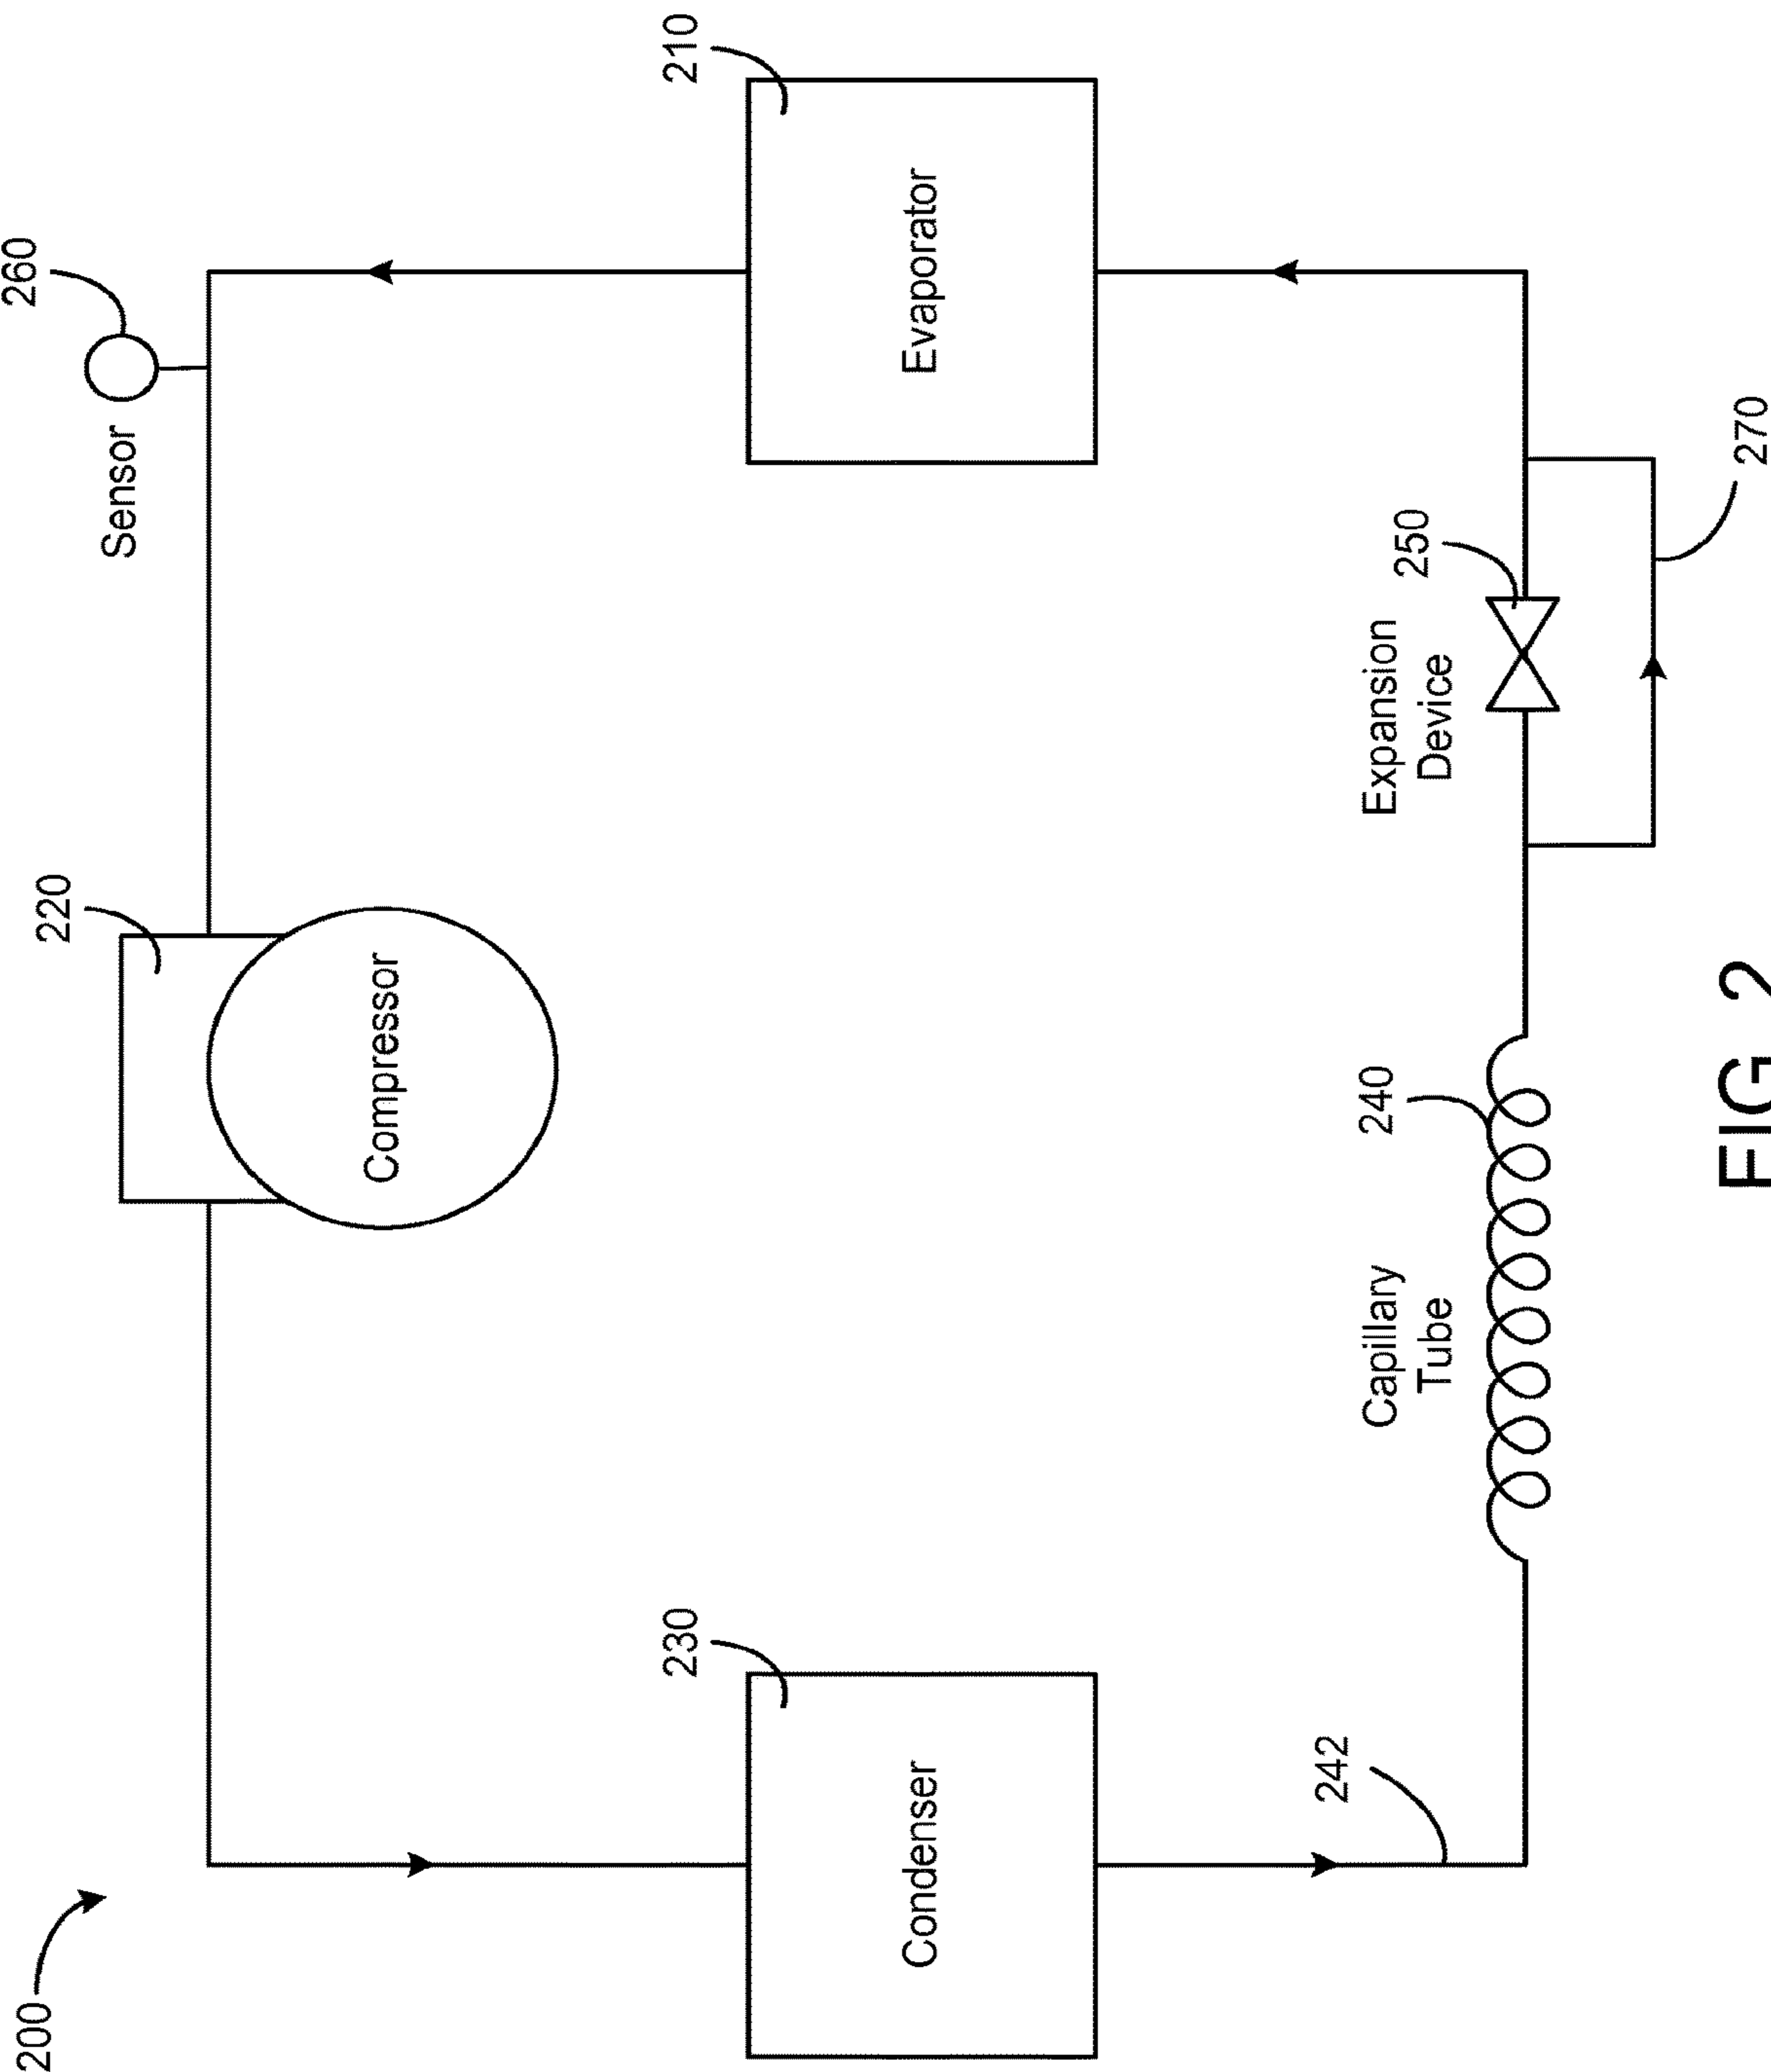 200
220
260
Sensor
Compressor
230
210
Condenser
Evaporator
242
Capillary
Tube
240
Expansion
Device
250
270
FIG 2